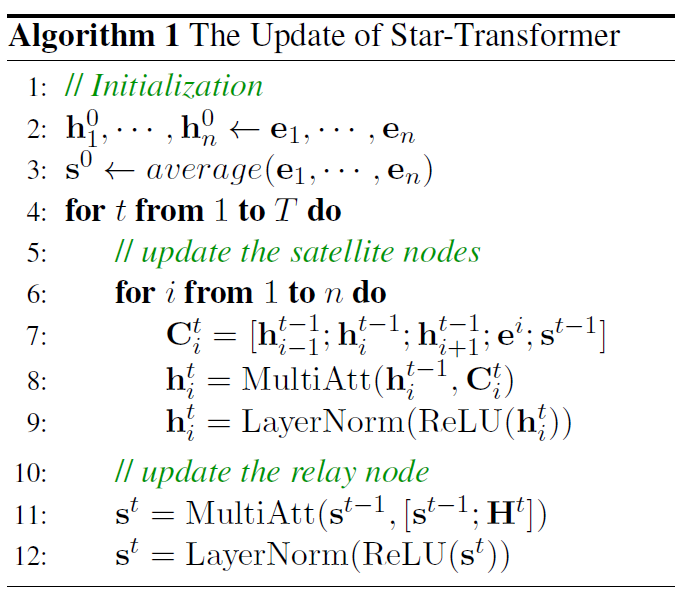 Algorithm 1 The Update of Star-Transformer
1: // Initialization
2: $\mathbf{h}_1^0, \cdots, \mathbf{h}_n^0 \leftarrow \mathbf{e}_1, \cdots, \mathbf{e}_n$
3: $\mathbf{s}^0 \leftarrow average(\mathbf{e}_1, \cdots, \mathbf{e}_n)$
4: for $t$ from 1 to $T$ do
5: // update the satellite nodes
6: for $i$ from 1 to $n$ do
7: $\mathbf{C}_i^t = [\mathbf{h}_{i-1}^{t-1}; \mathbf{h}_i^{t-1}; \mathbf{h}_{i+1}^{t-1}; \mathbf{e}^i; \mathbf{s}^{t-1}]$
8: $\mathbf{h}_i^t = \mathrm{MultiAtt}(\mathbf{h}_i^{t-1}, \mathbf{C}_i^t)$
9: $\mathbf{h}_i^t = \mathrm{LayerNorm}(\mathrm{ReLU}(\mathbf{h}_i^t))$
10: // update the relay node
11: $\mathbf{s}^t = \mathrm{MultiAtt}(\mathbf{s}^{t-1}, [\mathbf{s}^{t-1}; \mathbf{H}^t])$
12: $\mathbf{s}^t = \mathrm{LayerNorm}(\mathrm{ReLU}(\mathbf{s}^t))$